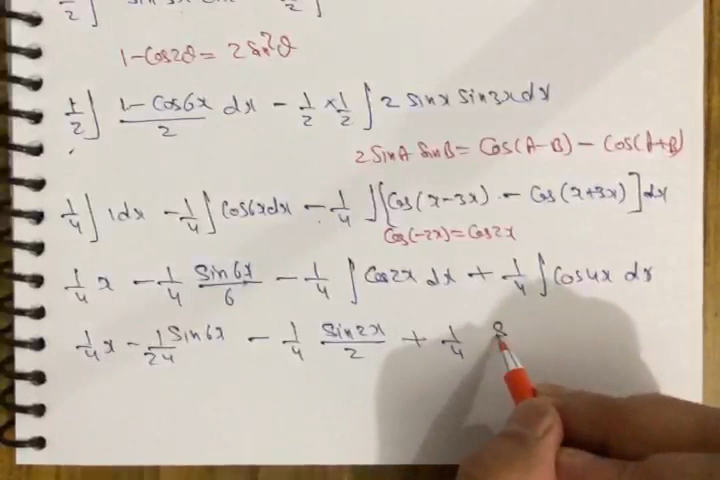 1-Cos2θ = 2Sin²θ
1/2 ∫ 1-Cos6x/2 dx - 1/2 × 1/2 ∫ 2 sinx sin3x dx
2 SinA SinB = Cos(A-B) - Cos(A+B)
1/4 ∫ 1dx - 1/4 ∫ Cos6x dx - 1/4 ∫ [Cos(x-3x) - Cos(x+3x)] dx
Cos(-2x) = Cos2x
1/4 x - 1/4 Sin6x/6 - 1/4 ∫ Cos2x dx + 1/4 ∫ Cos4x dx
1/4 x - 1/24 Sin6x - 1/4 Sin2x/2 + 1/4 S